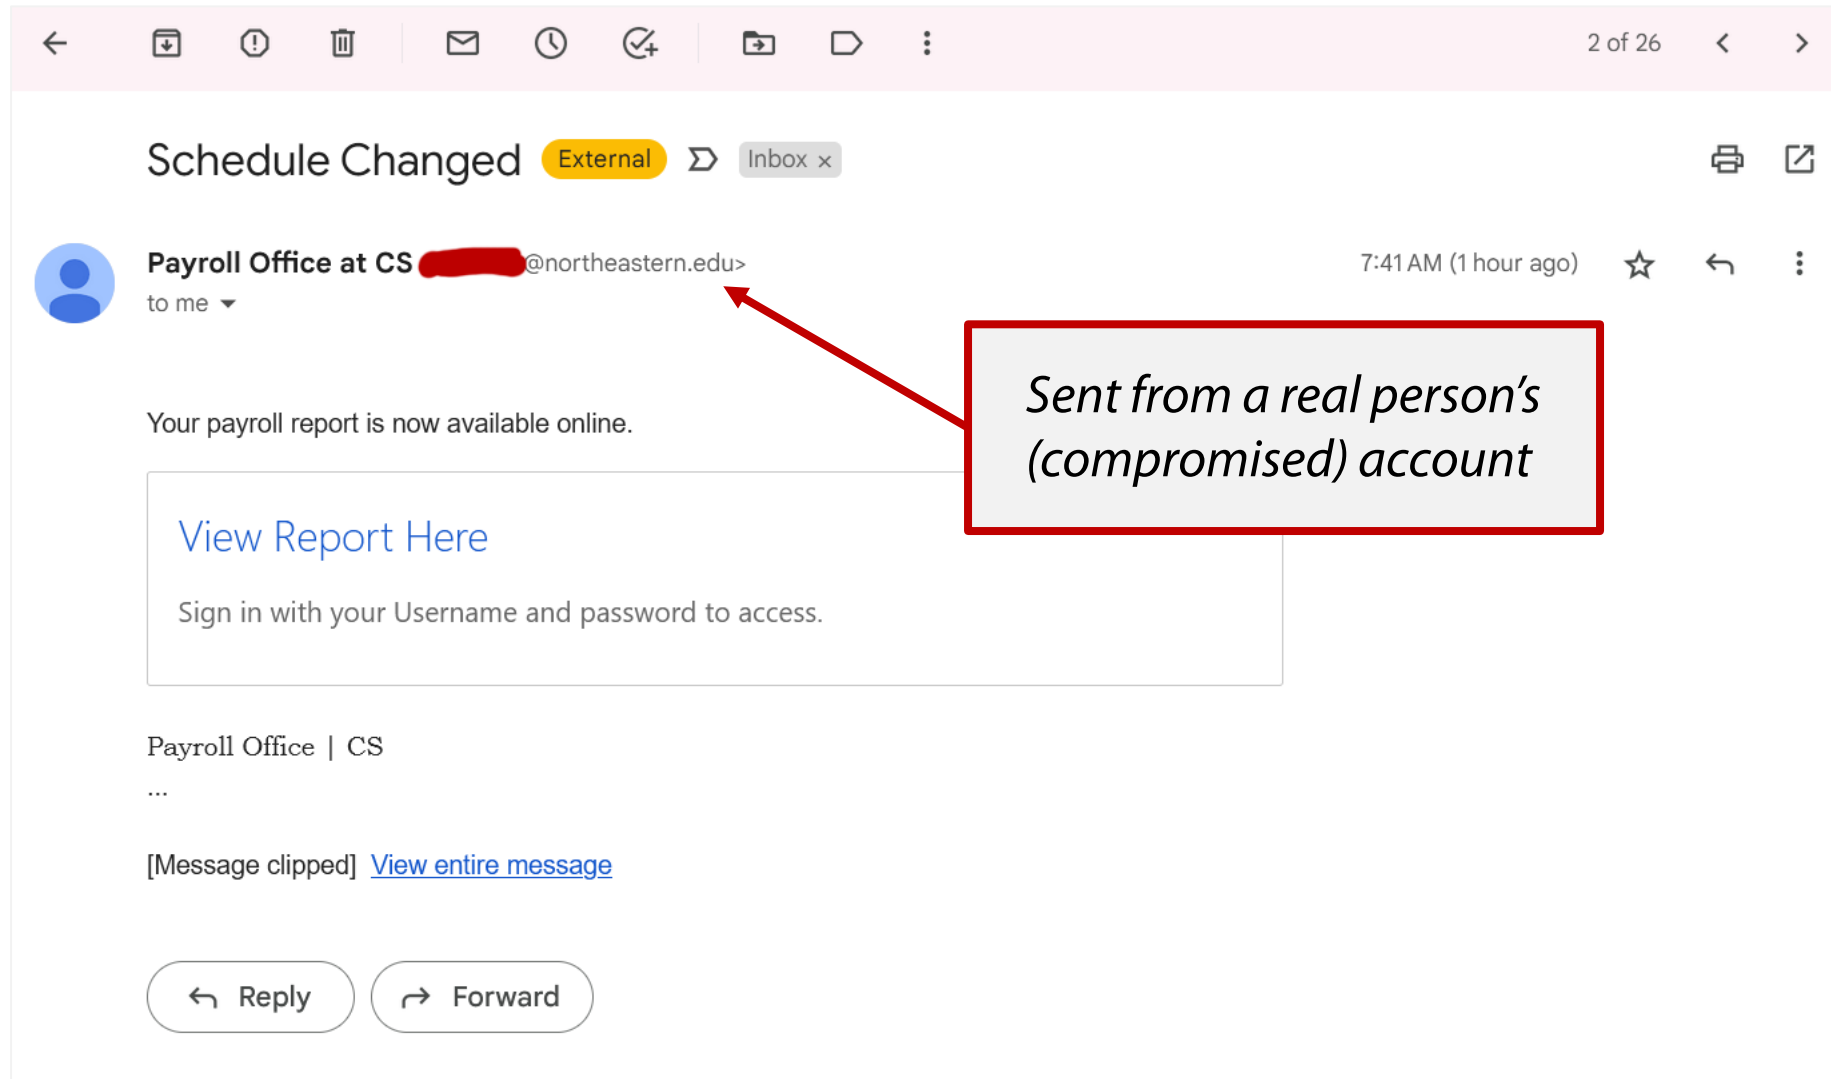 2 of 26
Schedule Changed External Inbox ×
Payroll Office at CS @northeastern.edu>
7:41 AM (1 hour ago)
to me
Sent from a real person's
(compromised) account
Your payroll report is now available online.
View Report Here
Sign in with your Username and password to access.
Payroll Office | CS
...
[Message clipped] View entire message
Reply Forward